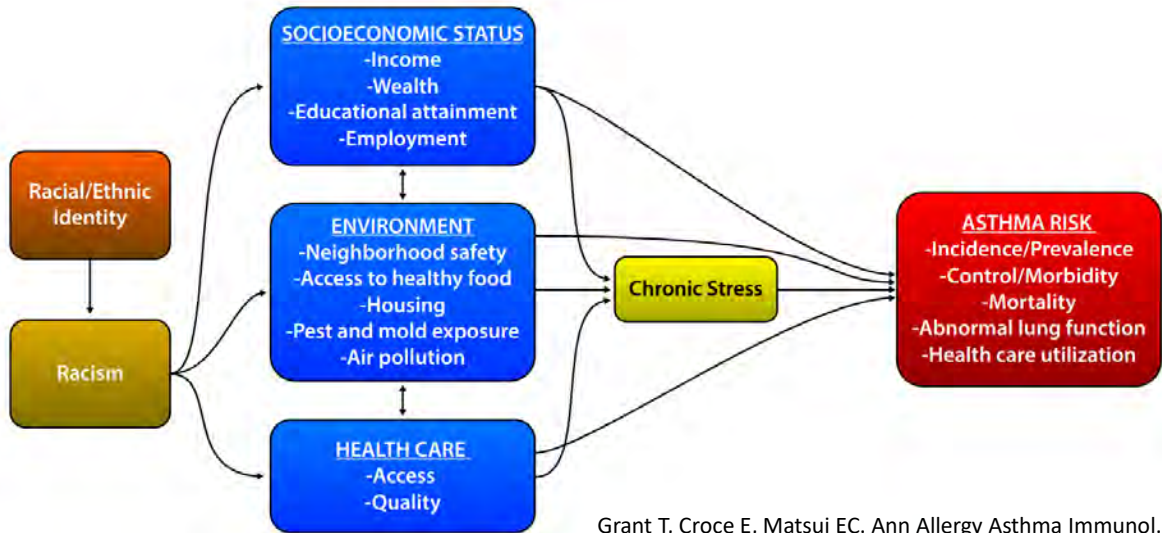 SOCIOECONOMIC STATUS
-Income
-Wealth
-Educational attainment
-Employment
Racial/Ethnic
Identity
Racism
ENVIRONMENT
-Neighborhood safety
-Access to healthy food
-Housing
-Pest and mold exposure
-Air pollution
HEALTH CARE
-Access
-Quality
Chronic Stress
ASTHMA RISK
-Incidence/Prevalence
-Control/Morbidity
-Mortality
-Abnormal lung function
-Health care utilization
Grant T, Croce E, Matsui EC. Ann Allergy Asthma Immunol.